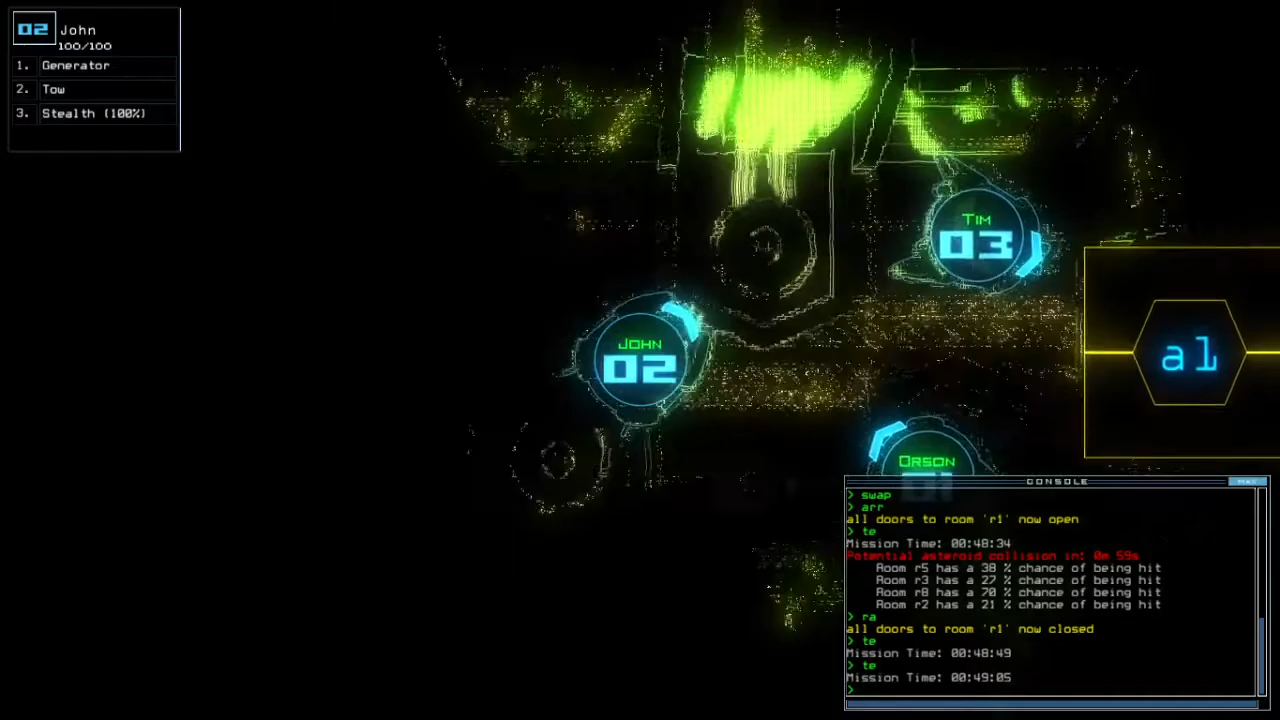 02 John
100/100
1. Generator
2. Tow
3. Stealth (100%)
TIM
03
JOHN
02
ORSON
a1
CONSOLE
> swap
> arr
all doors to room 'r1' now open
> te
Mission Time: 00:48:34
Potential asteroid collision in: 0m 59s
Room r5 has a 38 % chance of being hit
Room r3 has a 27 % chance of being hit
Room r8 has a 70 % chance of being hit
Room r2 has a 21 % chance of being hit
> ra
all doors to room 'r1' now closed
> te
Mission Time: 00:48:49
> te
Mission Time: 00:49:05
>